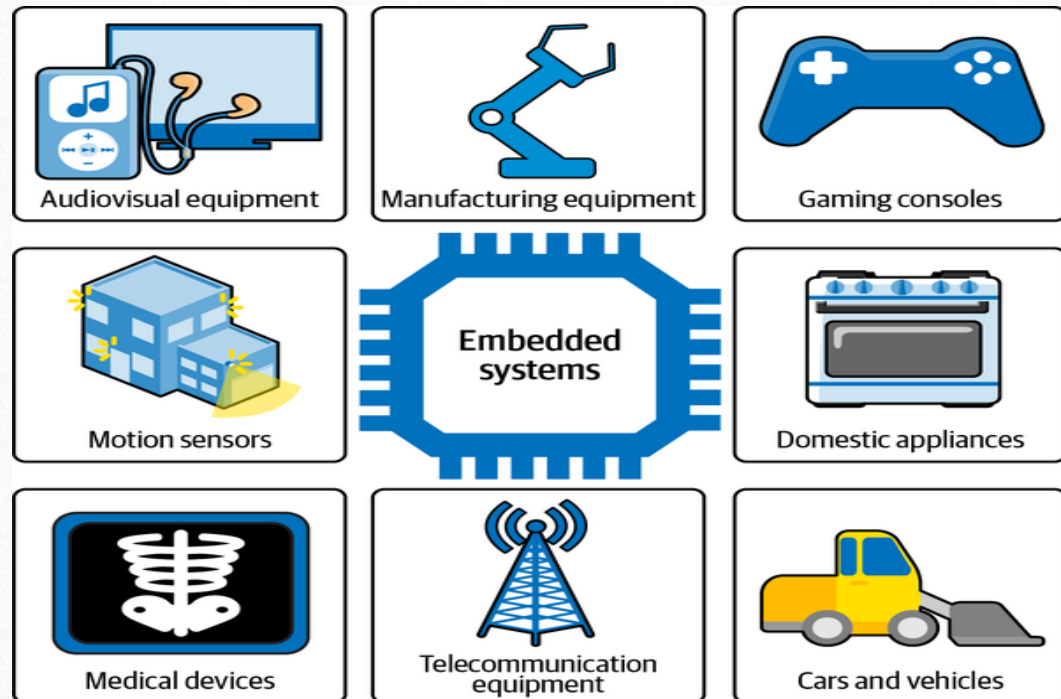 Audiovisual equipment
Manufacturing equipment
Gaming consoles
Motion sensors
Embedded
systems
Domestic appliances
Medical devices
Telecommunication
equipment
Cars and vehicles